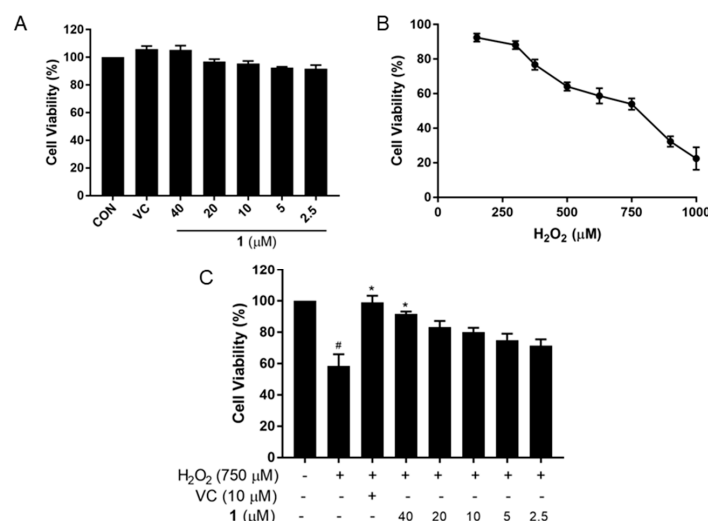 A
Cell Viability (%)
120
100
80
60
40
20
0
CON
VC
40
20
10
5
2.5
1 (μM)
B
Cell Viability (%)
100
80
60
40
20
0
0
250
500
750
1000
H₂O₂ (μM)
C
Cell Viability (%)
120
100
80
60
40
20
0
#
*
*
H₂O₂ (750 μM) - + + + + + + +
VC (10 μM) - - + - - - - -
1 (μM) - - - 40 20 10 5 2.5